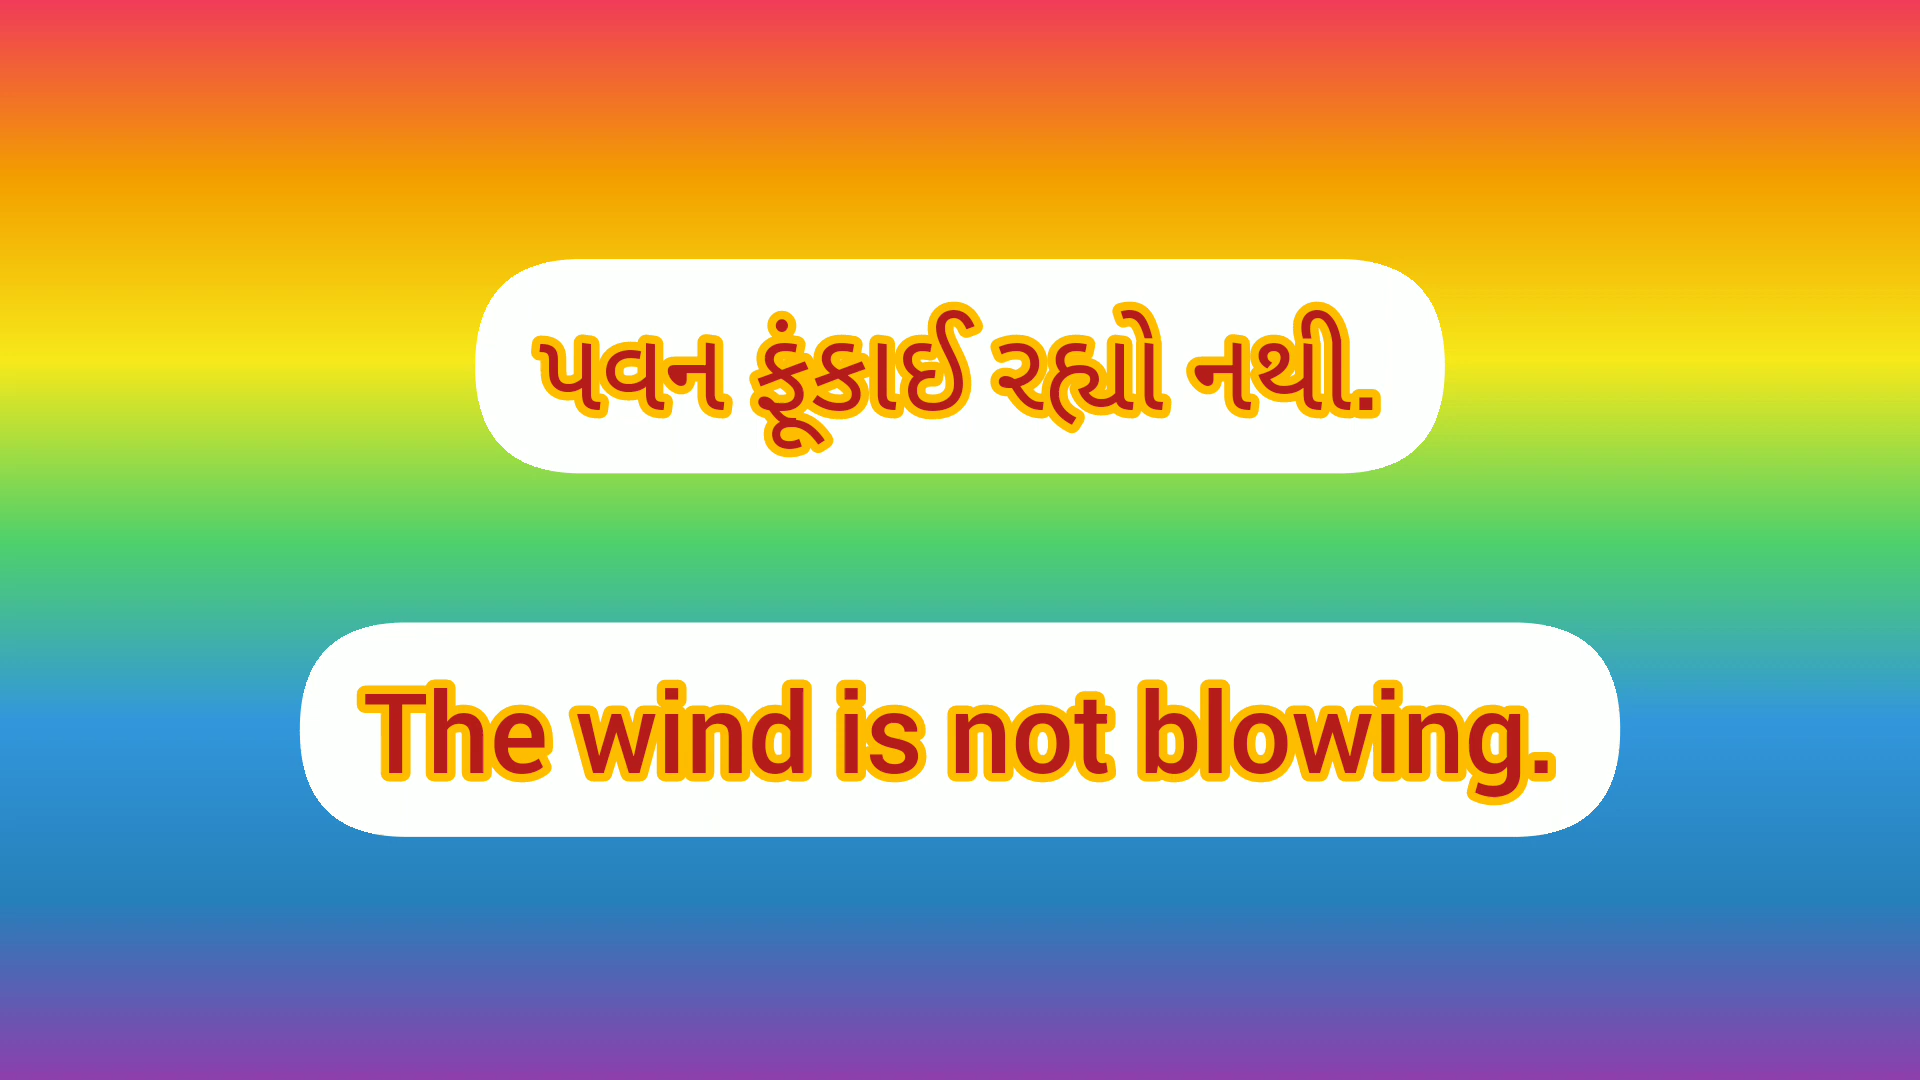 પવન ફૂંકાઈ રહ્યો નથી.
The wind is not blowing.